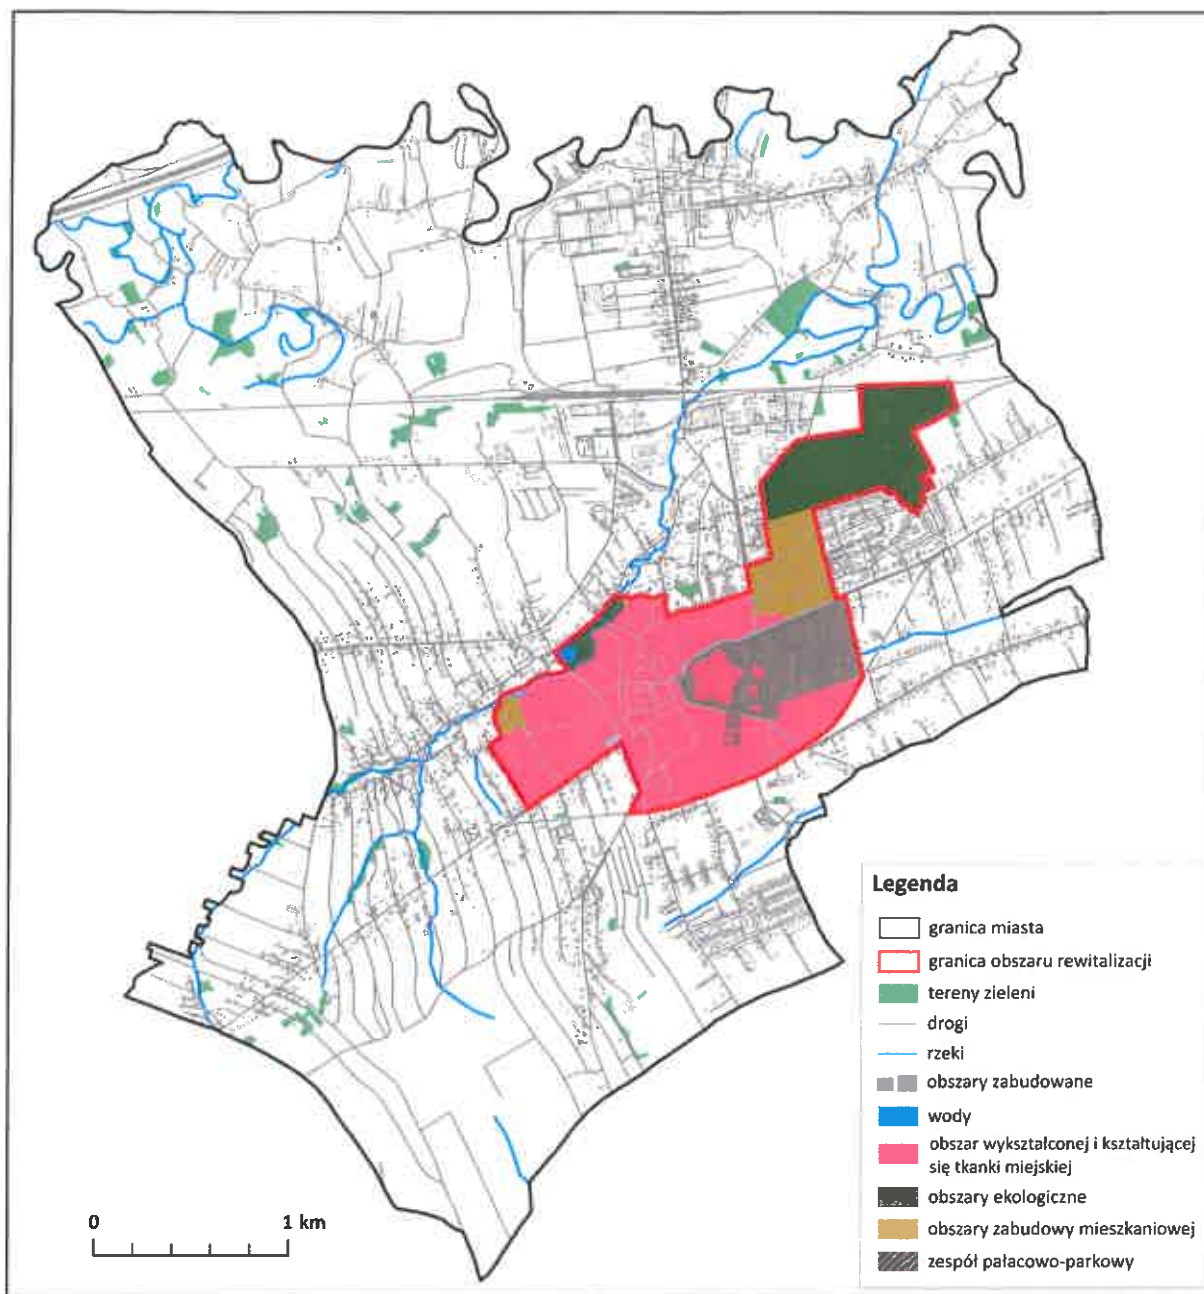 Legenda
granica miasta
granica obszaru rewitalizacji
tereny zieleni
drogi
rzeki
obszary zabudowane
wody
obszar wykształconej i kształtującej
się tkanki miejskiej
obszary ekologiczne
obszary zabudowy mieszkaniowej
zespół pałacowo-parkowy
0 1 km